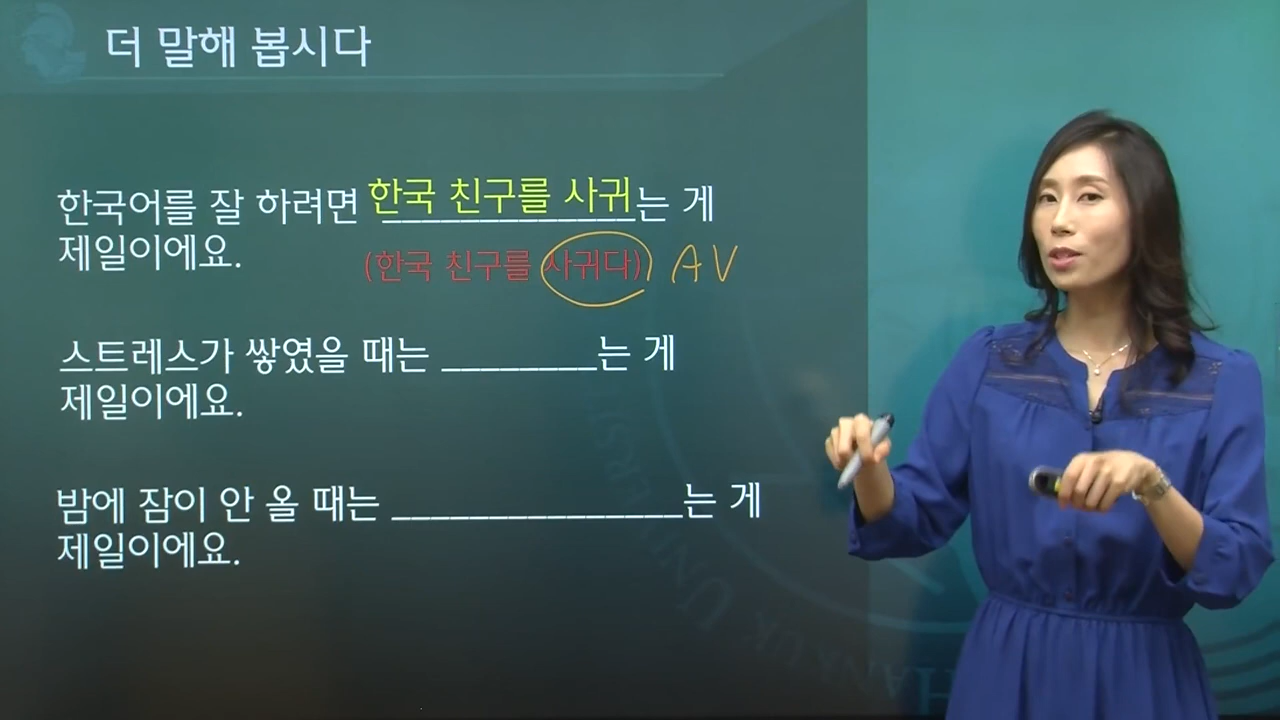 더 말해 봅시다
한국어를 잘 하려면 한국 친구를 사귀는 게
제일이에요.
(한국 친구를 사귀다) AV
스트레스가 쌓였을 때는 ________는 게
제일이에요.
밤에 잠이 안 올 때는 _______________는 게
제일이에요.